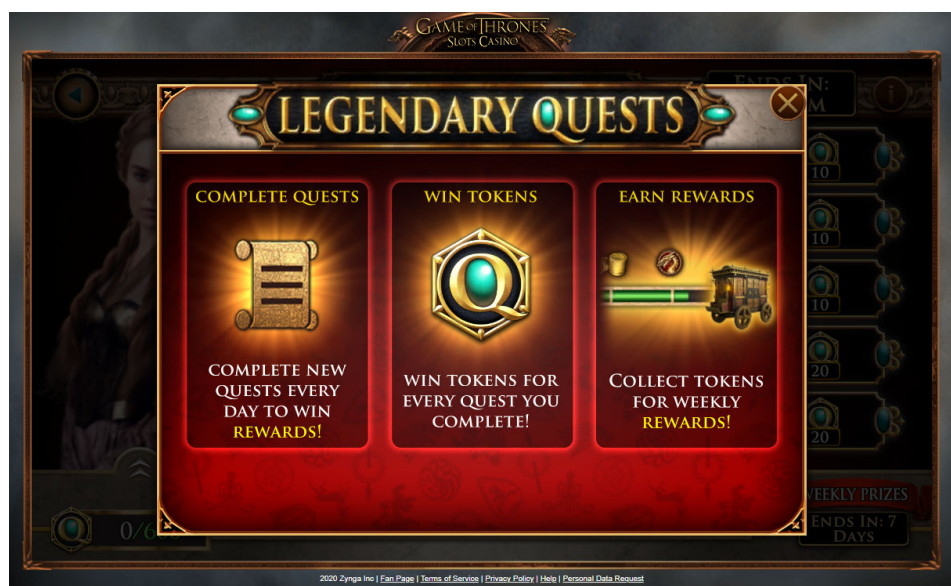 GAME OF THRONES
SLOTS CASINO
ENDS IN:
M
LEGENDARY QUESTS
COMPLETE QUESTS
WIN TOKENS
EARN REWARDS
10
10
10
20
20
Q
COMPLETE NEW
QUESTS EVERY
DAY TO WIN
REWARDS!
WIN TOKENS FOR
EVERY QUEST YOU
COMPLETE!
COLLECT TOKENS
FOR WEEKLY
REWARDS!
WEEKLY PRIZES
ENDS IN: 7
DAYS
Q
2020 Zynga Inc | Fan Page | Terms of Service | Privacy Policy | Help | Personal Data Request